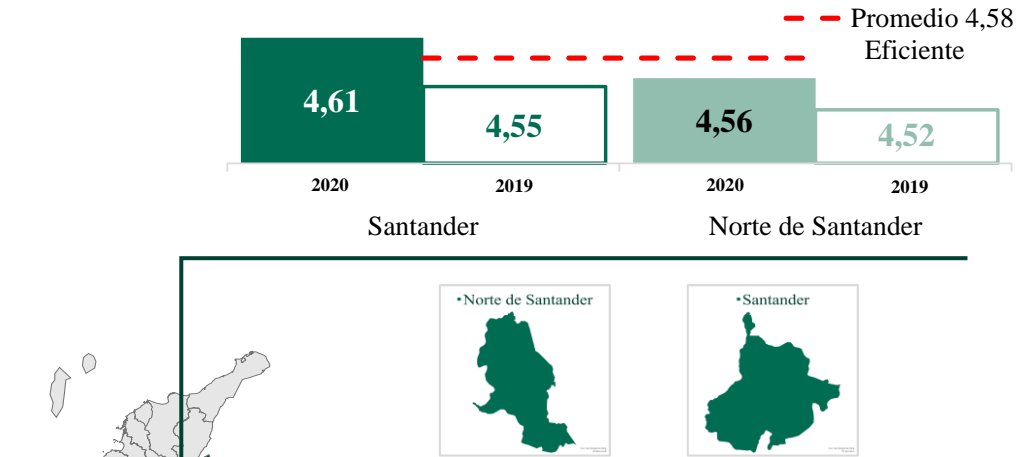 Promedio 4,58
Eficiente
4,61
4,55
4,56
4,52
2020
2019
2020
2019
Santander
Norte de Santander
•Norte de Santander
•Santander